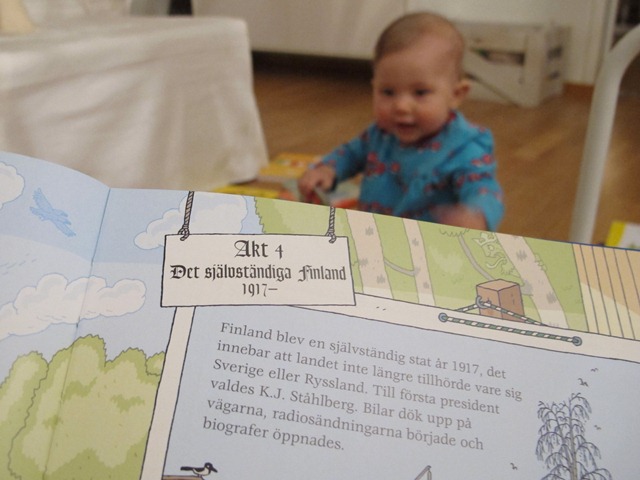 Akt 4
Det självständiga Finland
1917–
Finland blev en självständig stat år 1917, det
innebar att landet inte längre tillhörde vare sig
Sverige eller Ryssland. Till första president
valdes K.J. Ståhlberg. Bilar dök upp på
vägarna, radiosändningarna började och
biografer öppnades.